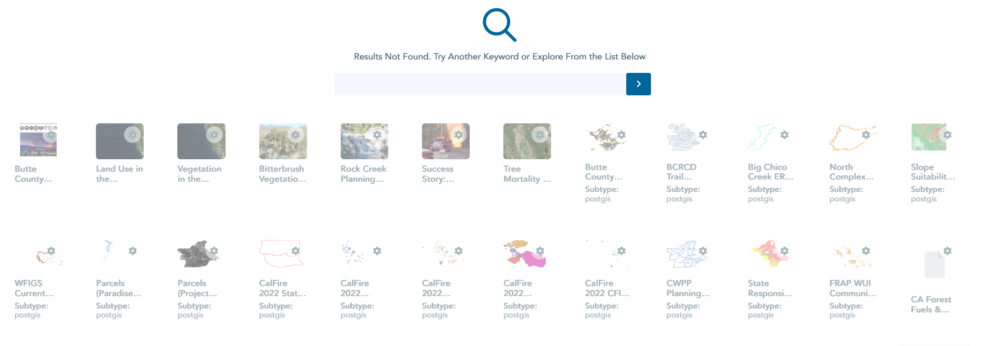 Results Not Found. Try Another Keyword or Explore From the List Below
Butte
County...
Land Use in
the...
Vegetation
in the...
Bitterbrush
Vegetatio...
Rock Creek
Planning...
Success
Story:...
Tree
Mortality ...
Butte
County...
Subtype:
postgis
BCRCD
Trail...
Subtype:
postgis
Big Chico
Creek ER...
Subtype:
postgis
North
Complex...
Subtype:
postgis
Slope
Suitabilit...
Subtype:
postgis
WFIGS
Current...
Subtype:
postgis
Parcels
(Paradise...
Subtype:
postgis
Parcels
(Project...
Subtype:
postgis
CalFire
2022 Stat...
Subtype:
postgis
CalFire
2022...
Subtype:
postgis
CalFire
2022...
Subtype:
postgis
CalFire
2022...
Subtype:
postgis
CalFire
2022 CFI...
Subtype:
postgis
CWPP
Planning...
Subtype:
postgis
State
Responsi...
Subtype:
postgis
FRAP WUI
Communi...
Subtype:
postgis
CA Forest
Fuels &...